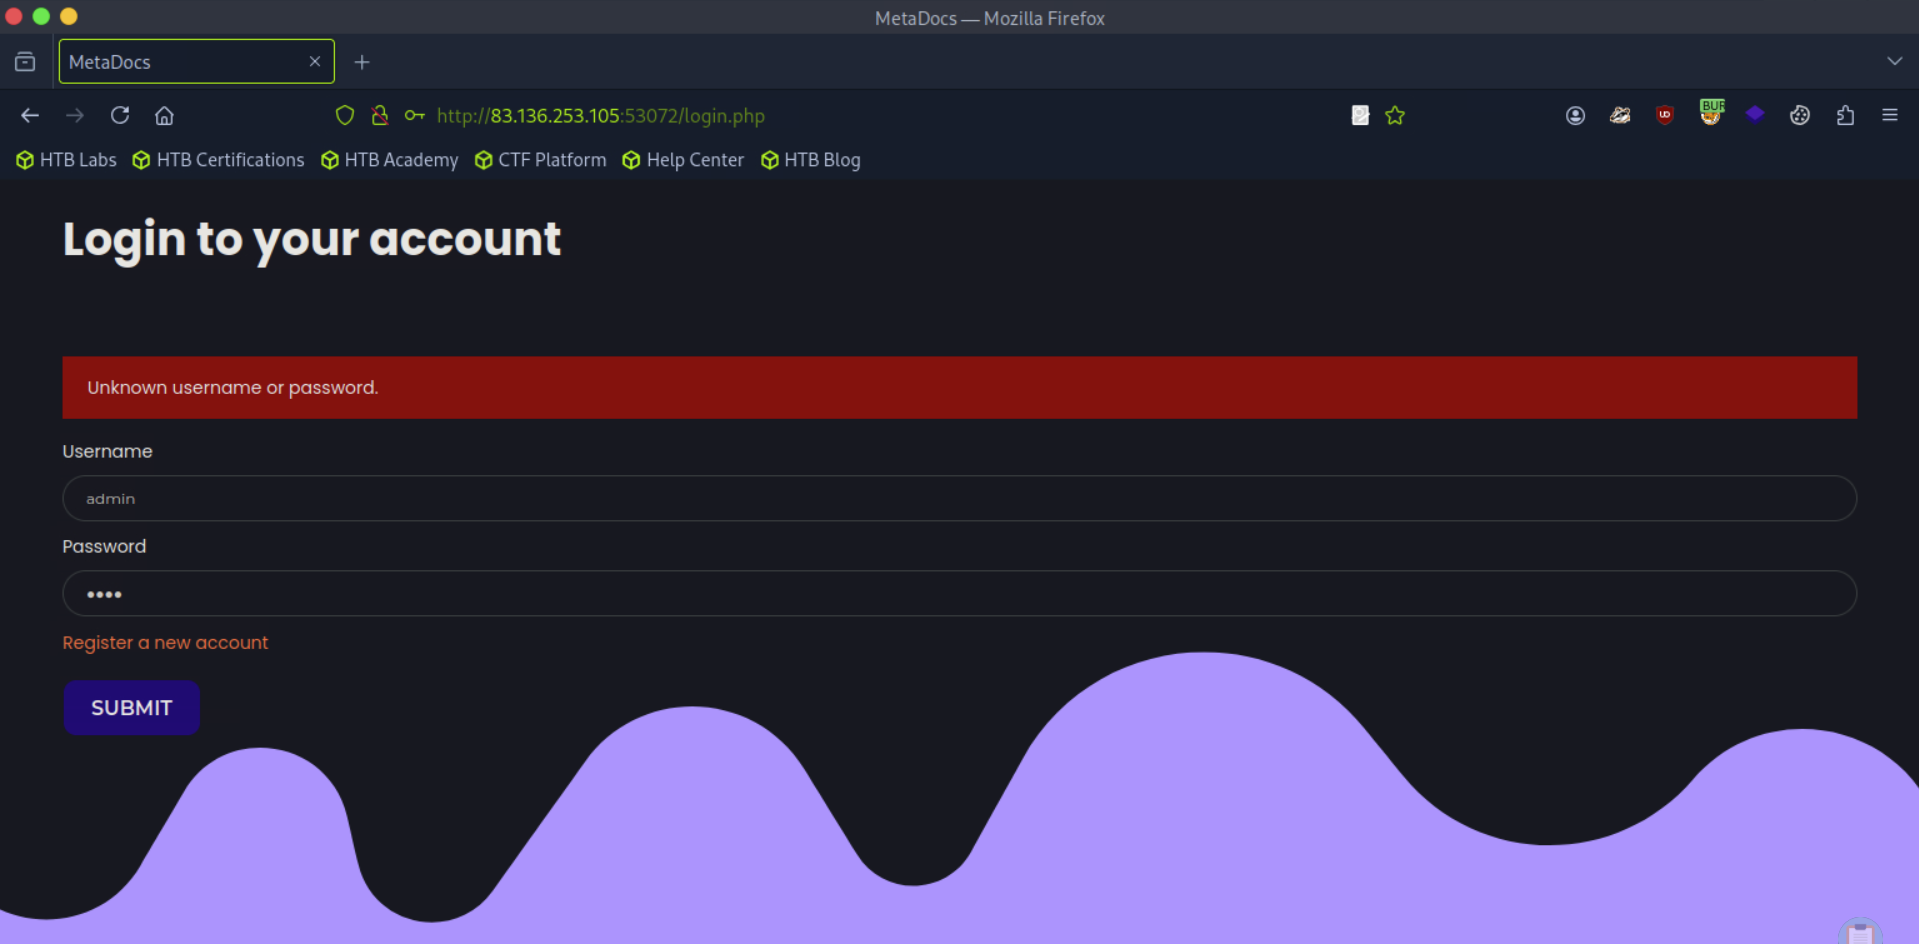 MetaDocs — Mozilla Firefox
MetaDocs
http://83.136.253.105:53072/login.php
HTB Labs HTB Certifications HTB Academy CTF Platform Help Center HTB Blog
Login to your account
Unknown username or password.
Username
admin
Password
••••
Register a new account
SUBMIT